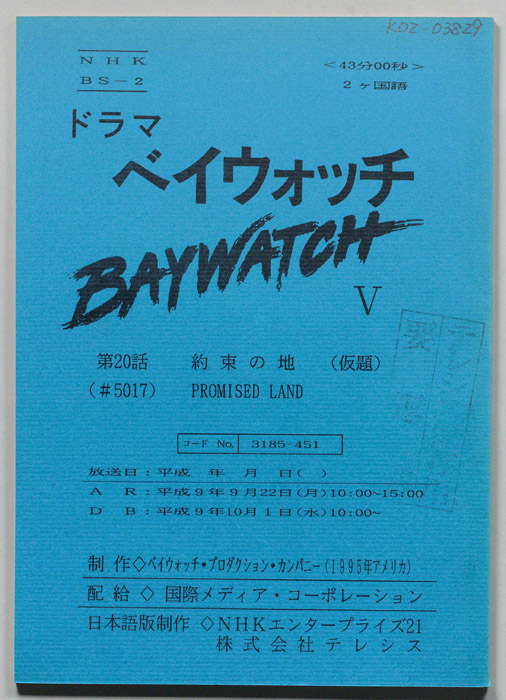 KDZ-03829
NHK
BS-2
<43分00秒>
2ヶ国語
ドラマ
ベイウォッチ
BAYWATCH
V
第20話 約束の地 (仮題)
(#5017) PROMISED LAND
コード No. 3185-451
放送日:平成 年 月 日( )
A R:平成9年9月22日(月)10:00~15:00
D B:平成9年10月1日(水)10:00~
制作◇ベイウォッチ・プロダクション・カンパニー(1995年アメリカ)
配給◇国際メディア・コーポレーション
日本語版制作◇NHKエンタープライズ21
株式会社テレシス